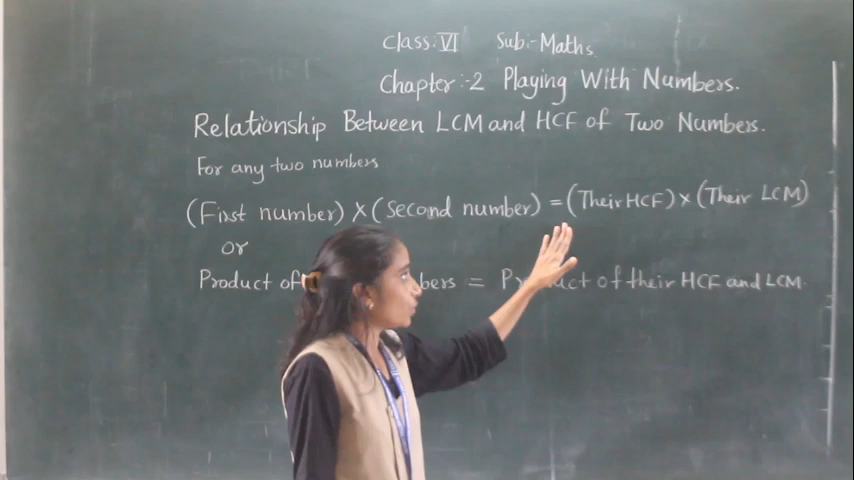 Class:VI Sub:-Maths
Chapter:-2 Playing With Numbers.
Relationship Between LCM and HCF of Two Numbers.
For any two numbers
(First number) X (Second number) = (Their HCF) x (Their LCM)
or
Product of = Product of their HCF and LCM.